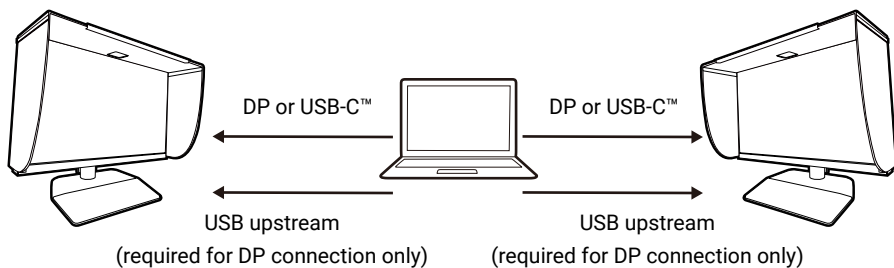 DP or USB-C™
DP or USB-C™
USB upstream
(required for DP connection only)
USB upstream
(required for DP connection only)